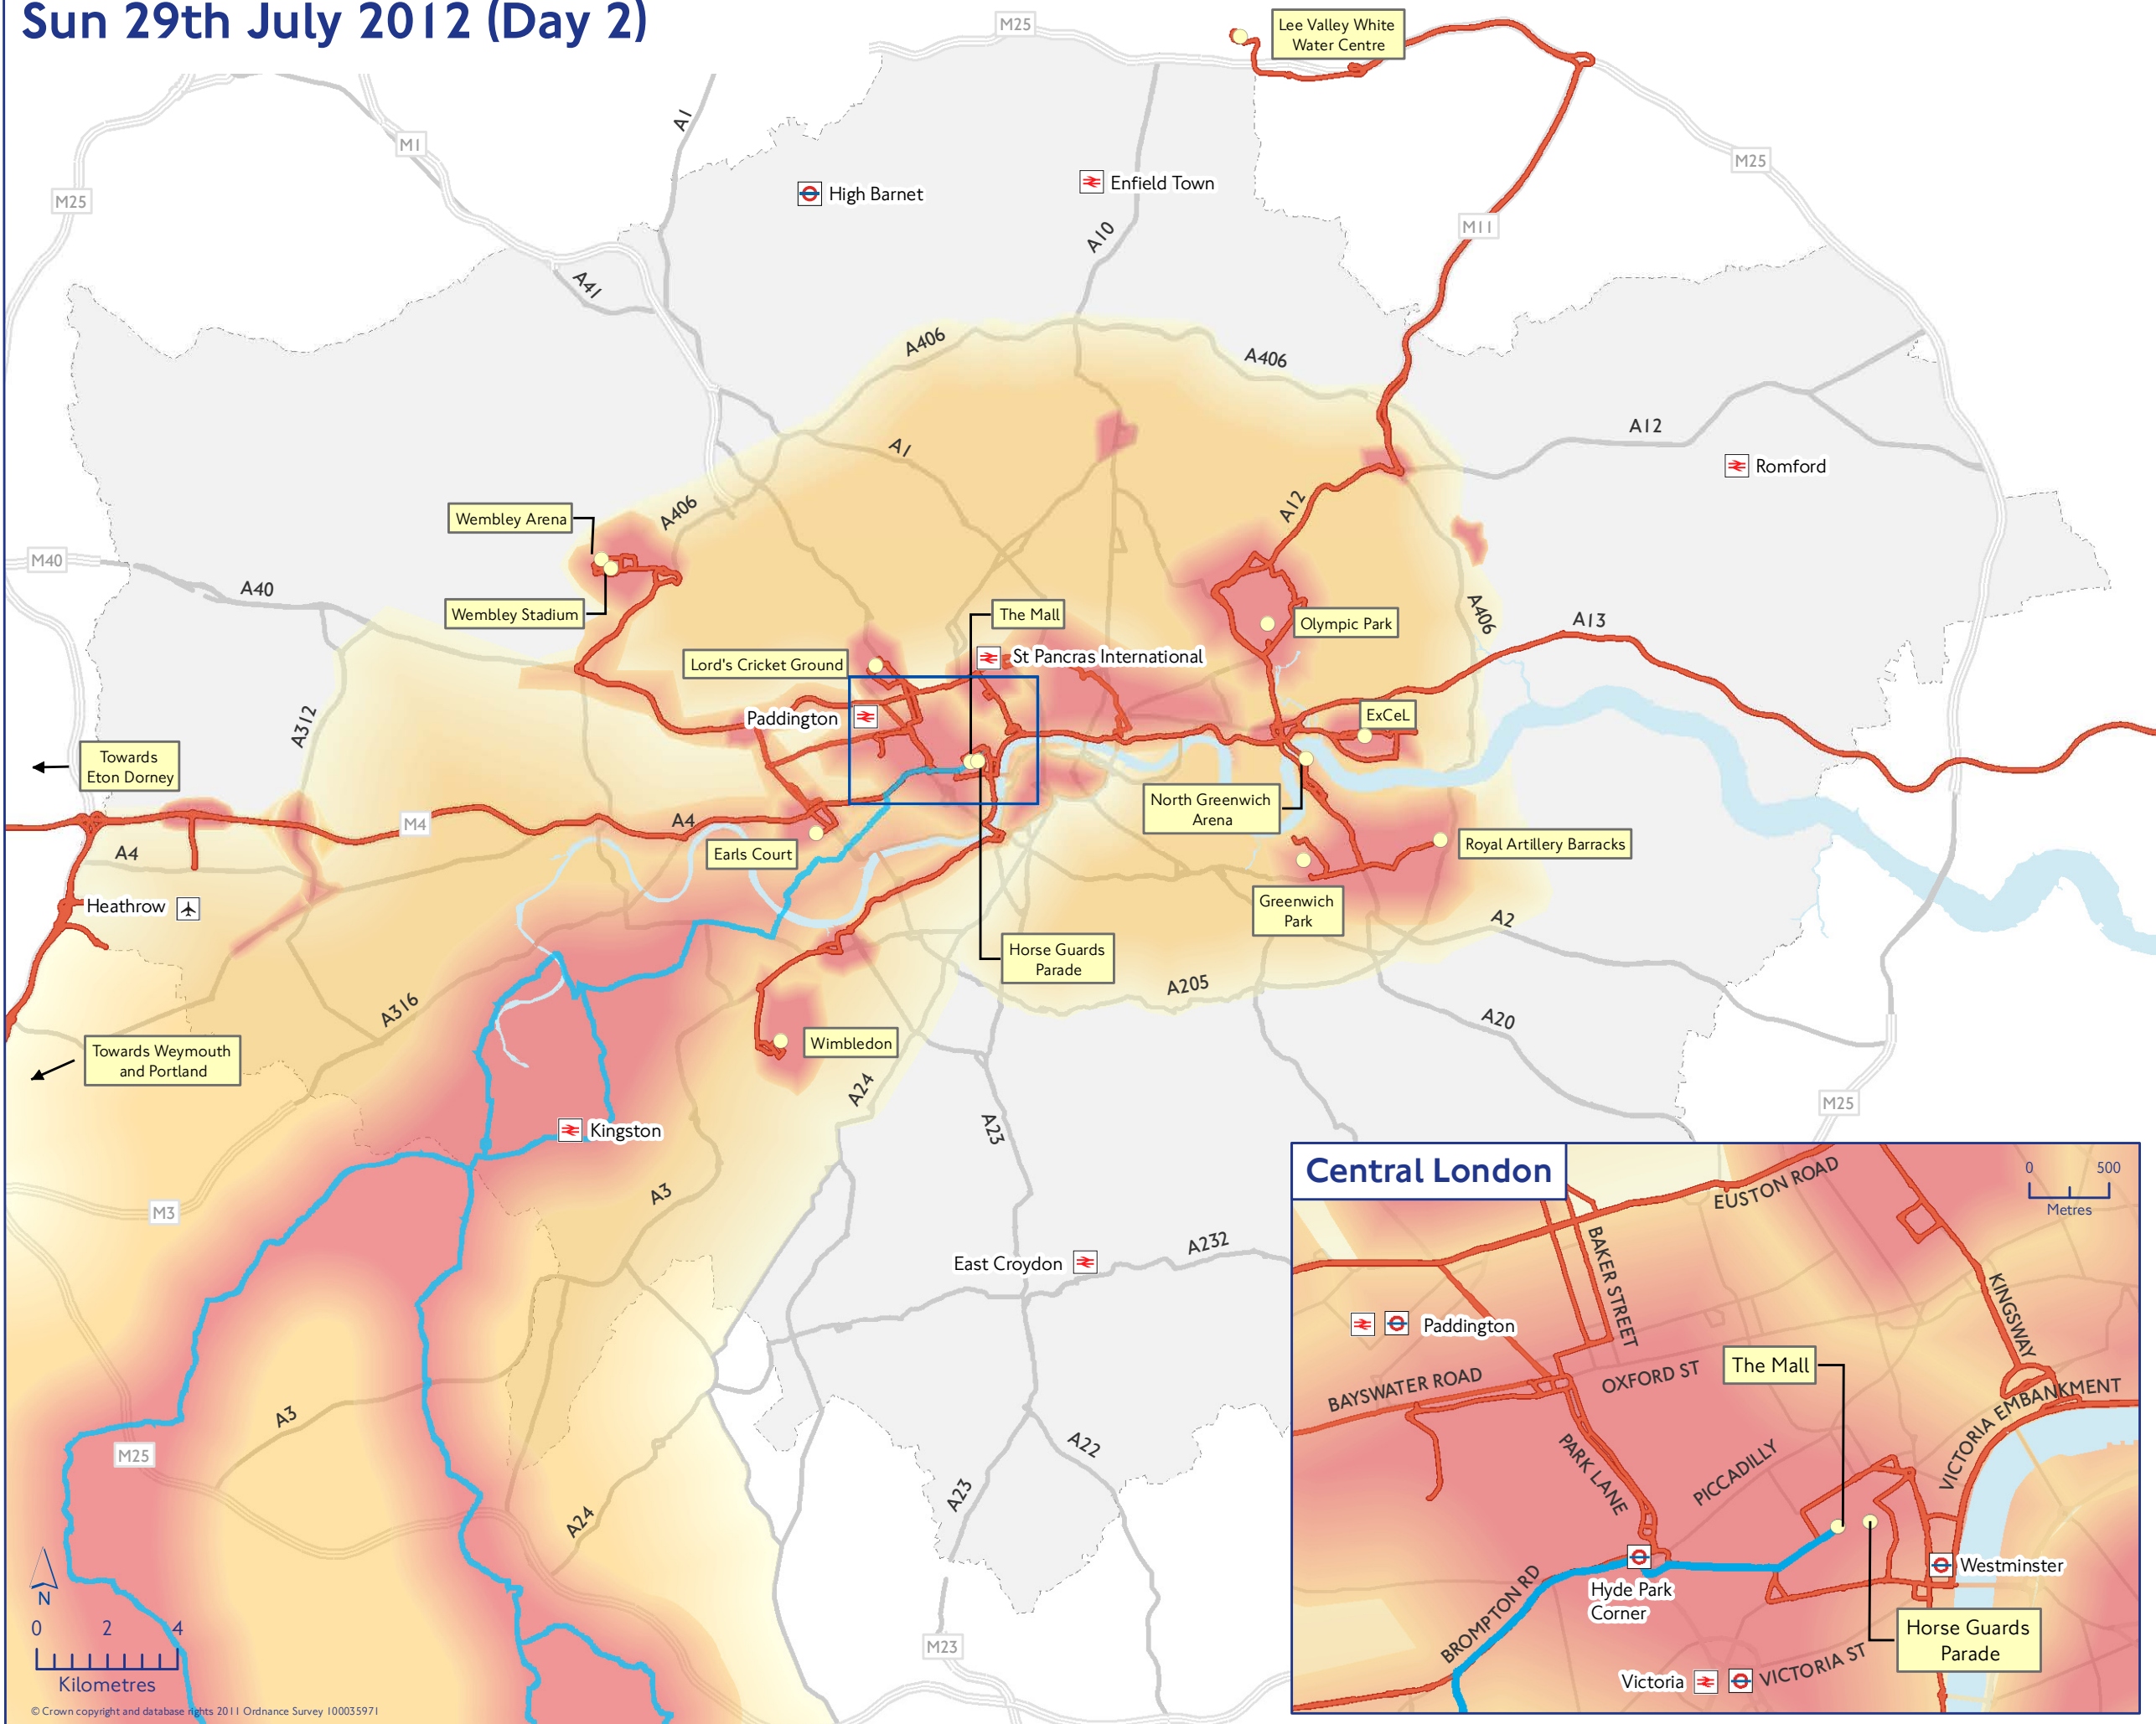 Sun 29th July 2012 (Day 2)
M25
Lee Valley White
Water Centre
A1
M1
M25
M25
High Barnet
Enfield Town
M11
A10
A41
A406
A406
A12
A1
Romford
Wembley Arena
A406
A12
M40
A40
Wembley Stadium
The Mall
Olympic Park
A406
A13
Lord's Cricket Ground
St Pancras International
A312
Paddington
ExCeL
Towards
Eton Dorney
North Greenwich
Arena
M4
A4
A4
Earls Court
Royal Artillery Barracks
Heathrow
Greenwich
Park
A2
Horse Guards
Parade
A205
A316
A20
Towards Weymouth
and Portland
Wimbledon
A24
M25
A23
Kingston
A3
M3
East Croydon
A232
A3
M25
A22
A23
A24
M23
N
0 2 4
Kilometres
© Crown copyright and database rights 2011 Ordnance Survey 100035971
Central London
0 500
Metres
EUSTON ROAD
BAKER STREET
KINGSWAY
Paddington
The Mall
OXFORD ST
BAYSWATER ROAD
VICTORIA EMBANKMENT
PARK LANE
PICCADILLY
Westminster
Hyde Park
Corner
BROMPTON RD
Horse Guards
Parade
Victoria
VICTORIA ST